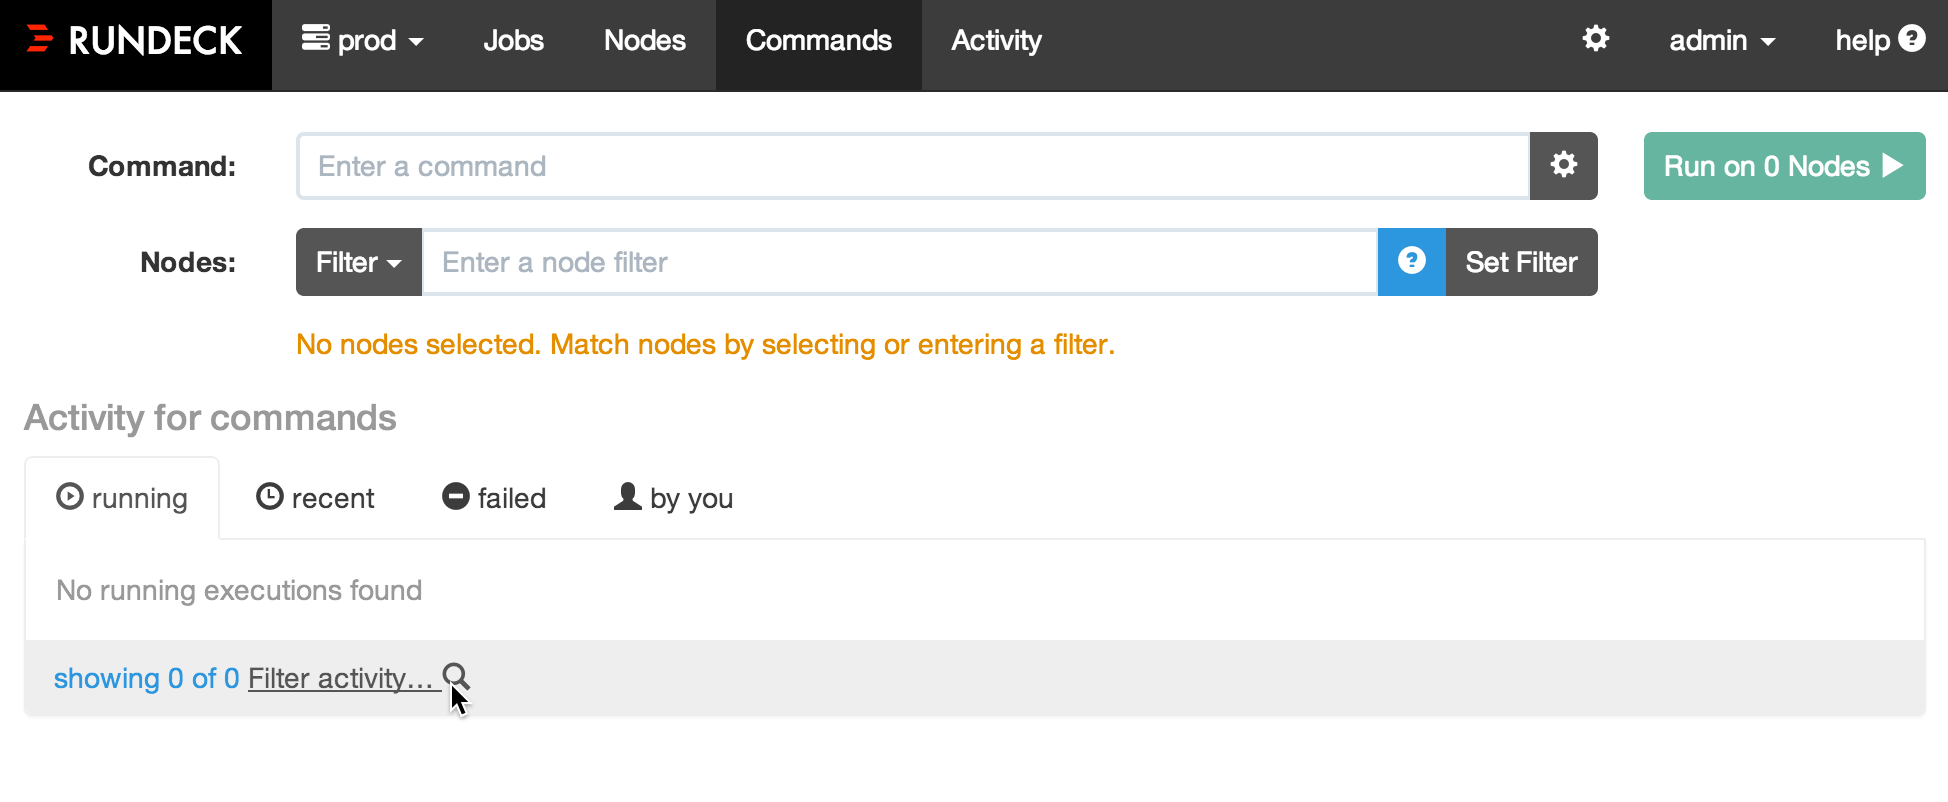 RUNDECK prod Jobs Nodes Commands Activity admin help ?
Command: Enter a command Run on 0 Nodes
Nodes: Filter Enter a node filter ? Set Filter
No nodes selected. Match nodes by selecting or entering a filter.
Activity for commands
running recent failed by you
No running executions found
showing 0 of 0 Filter activity...